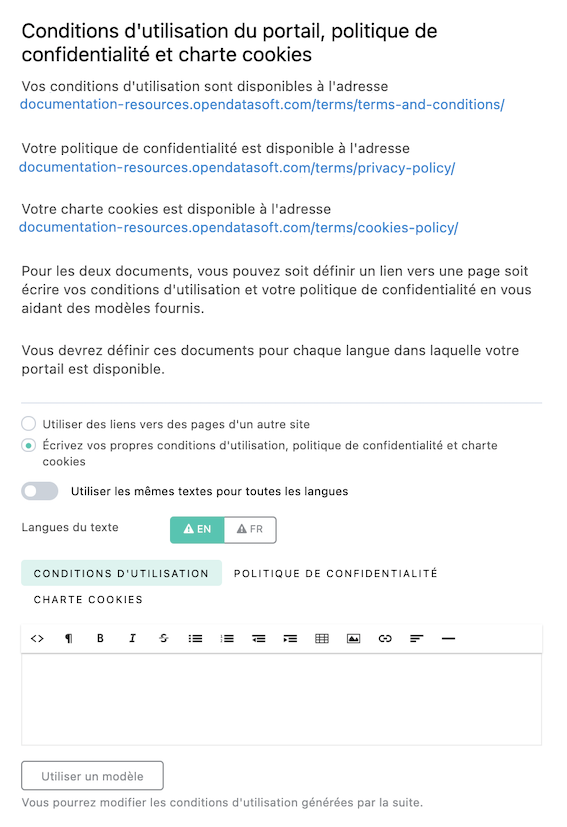 Conditions d'utilisation du portail, politique de
confidentialité et charte cookies
Vos conditions d'utilisation sont disponibles à l'adresse
documentation-resources.opendatasoft.com/terms/terms-and-conditions/
Votre politique de confidentialité est disponible à l'adresse
documentation-resources.opendatasoft.com/terms/privacy-policy/
Votre charte cookies est disponible à l'adresse
documentation-resources.opendatasoft.com/terms/cookies-policy/
Pour les deux documents, vous pouvez soit définir un lien vers une page soit
écrire vos conditions d'utilisation et votre politique de confidentialité en vous
aidant des modèles fournis.
Vous devrez définir ces documents pour chaque langue dans laquelle votre
portail est disponible.
Utiliser des liens vers des pages d'un autre site
Écrivez vos propres conditions d'utilisation, politique de confidentialité et charte
cookies
Utiliser les mêmes textes pour toutes les langues
Langues du texte EN FR
CONDITIONS D'UTILISATION POLITIQUE DE CONFIDENTIALITÉ
CHARTE COOKIES
<> ¶ B I S
Utiliser un modèle
Vous pourrez modifier les conditions d'utilisation générées par la suite.